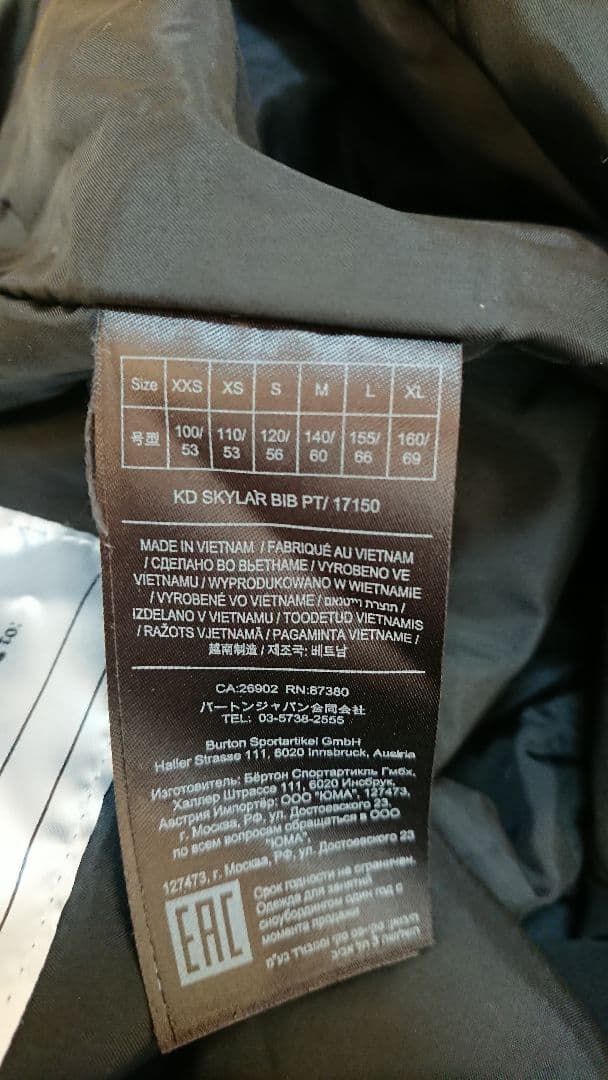 Size XXS XS S M L XL
号型 100/53 110/53 120/56 140/60 155/66 160/69
KD SKYLAR BIB PT/ 17150
MADE IN VIETNAM / FABRIQUÉ AU VIETNAM
/ СДЕЛАНО ВО ВЬЕТНАМЕ / VYROBENO VE
VIETNAMU / WYPRODUKOWANO W WIETNAMIE
/ VYROBENÉ VO VIETNAME / תוצרת וייטנאם /
IZDELANO V VIETNAMU / TOODETUD VIETNAMIS
/ RAŽOTS VJETNAMĀ / PAGAMINTA VIETNAME /
越南制造 / 제조국: 베트남
CA:26902 RN:87380
バートンジャパン合同会社
TEL: 03-5738-2555
Burton Sportartikel GmbH
Haller Strasse 111, 6020 Innsbruck, Austria
Изготовитель: Бёртон Спортартикль Гмбх,
Халлер Штрассе 111, 6020 Инсбрук,
Австрия Импортёр: ООО "ЮМА", 127473,
г. Москва, РФ, ул. Достоевского 23,
по всем вопросам обращаться в ООО
"ЮМА",
127473, г. Москва, РФ, ул. Достоевского 23
EAC
Срок годности не ограничен.
Одежда для занятий
сноубордингом один год с
момента продажи
to: